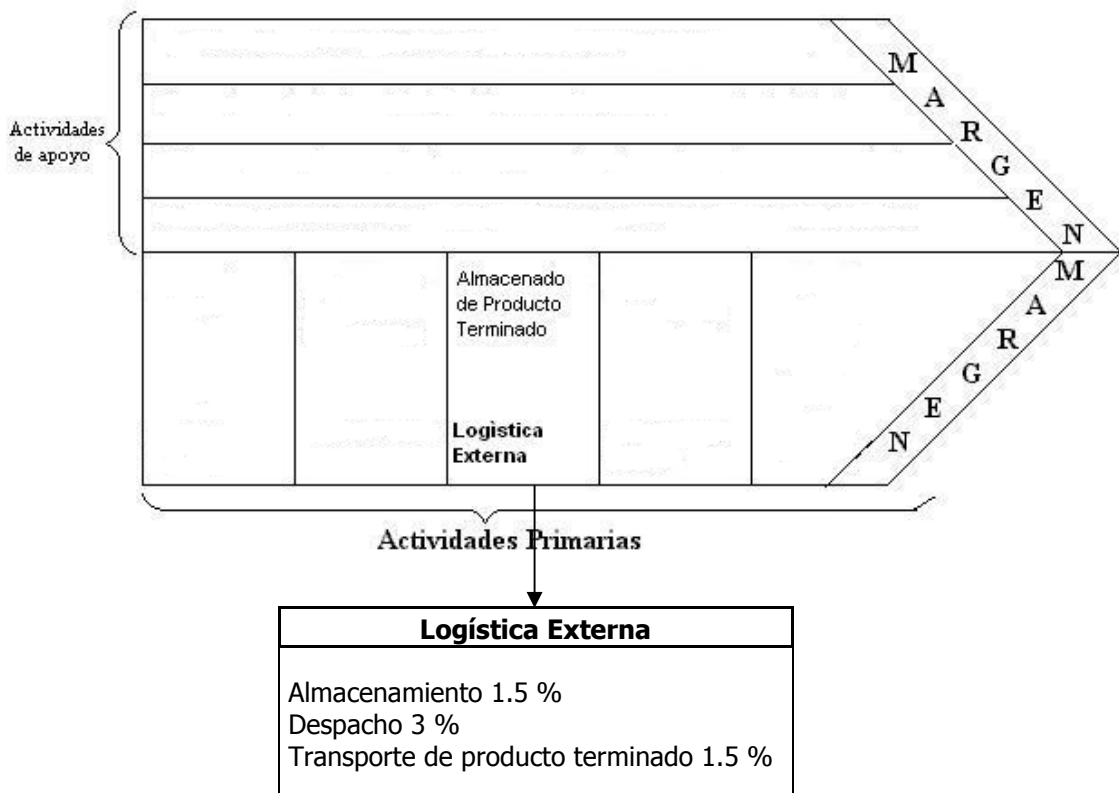 Actividades
de apoyo
M
A
R
G
E
N
Almacenado
de Producto
Terminado
Logìstica
Externa
M
A
R
G
E
N
Actividades Primarias
Logística Externa
Almacenamiento 1.5 %
Despacho 3 %
Transporte de producto terminado 1.5 %